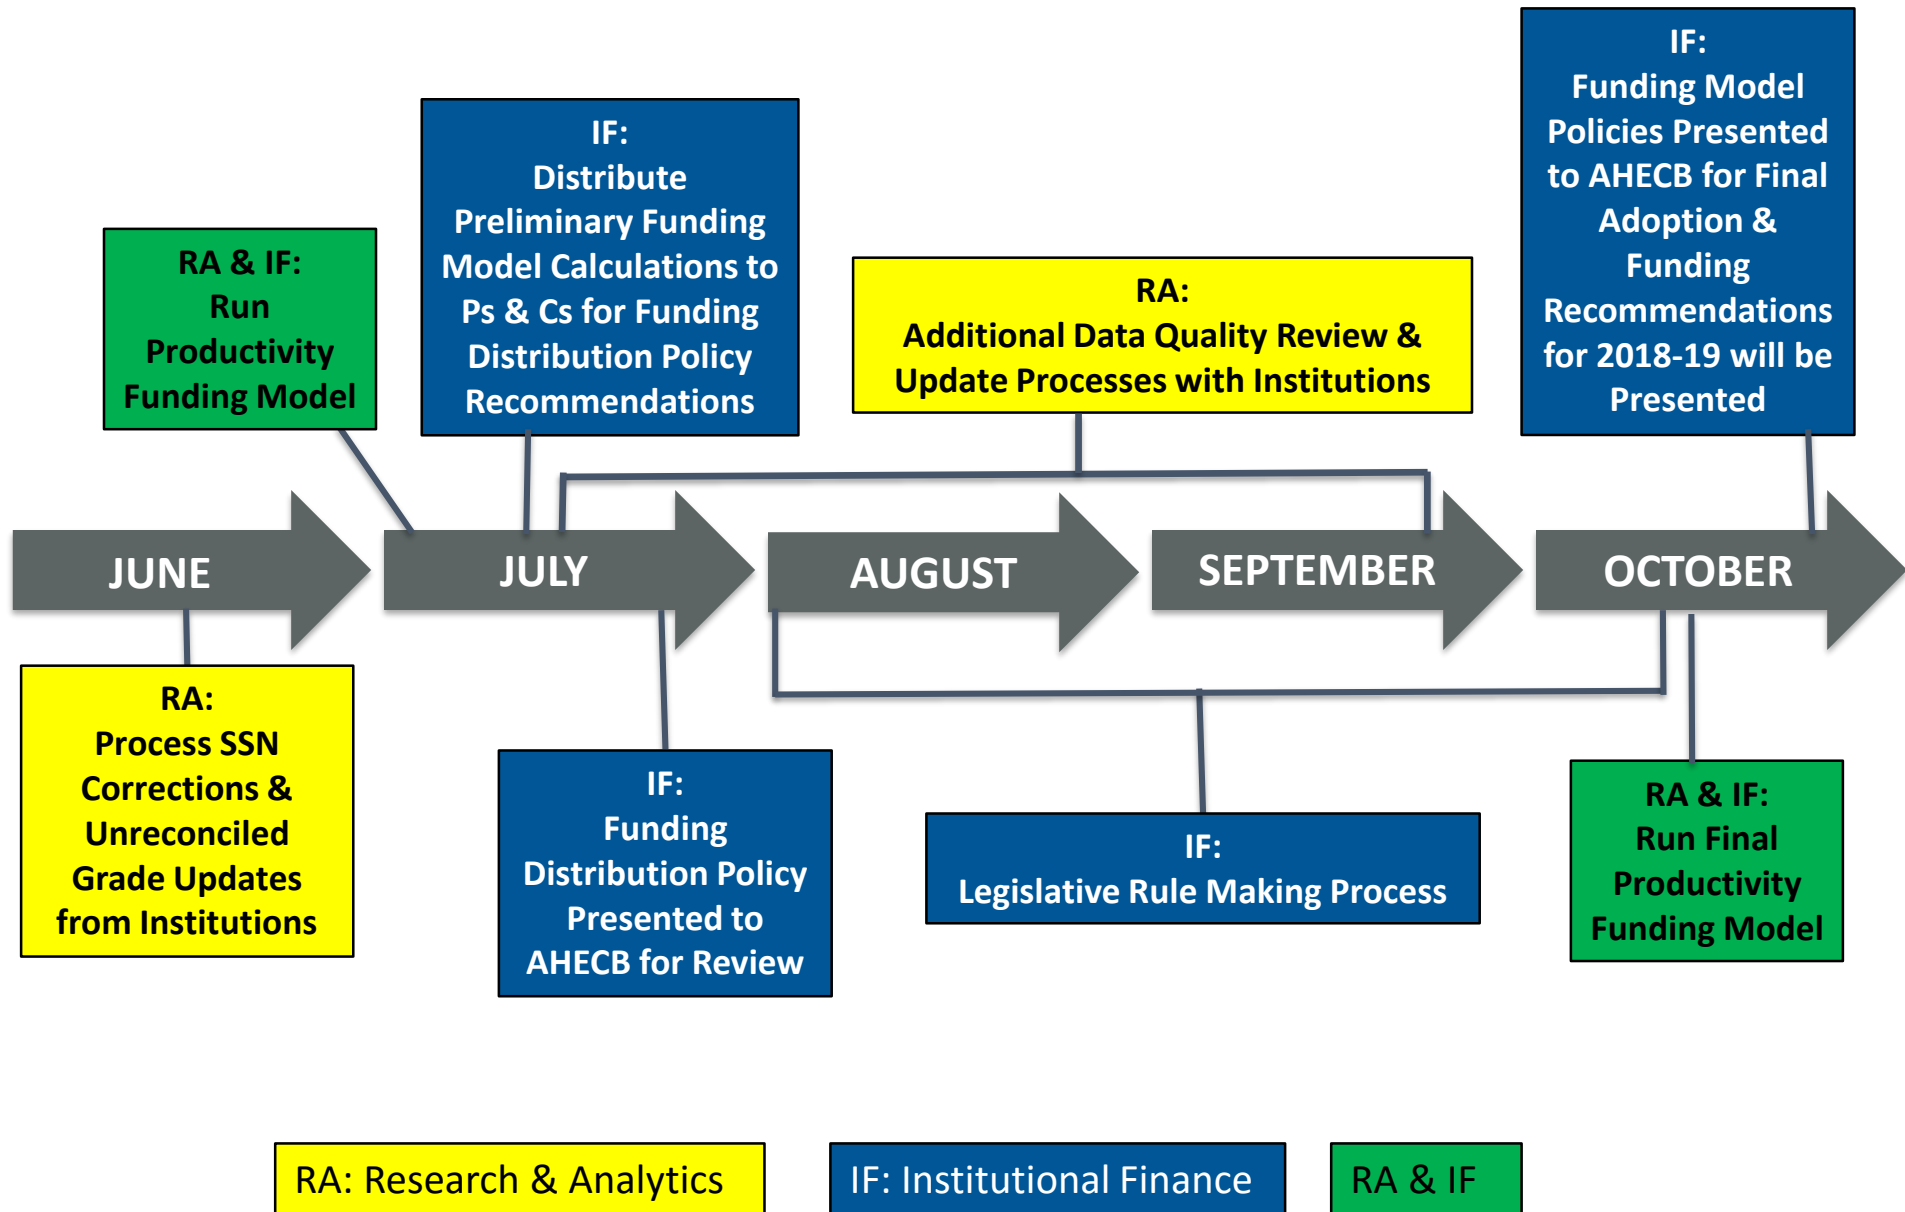 IF:
Funding Model
Policies Presented
to AHECB for Final
Adoption &
Funding
Recommendations
for 2018-19 will be
Presented
IF:
Distribute
Preliminary Funding
Model Calculations to
Ps & Cs for Funding
Distribution Policy
Recommendations
RA & IF:
Run
Productivity
Funding Model
RA:
Additional Data Quality Review &
Update Processes with Institutions
JUNE
JULY
AUGUST
SEPTEMBER
OCTOBER
RA:
Process SSN
Corrections &
Unreconciled
Grade Updates
from Institutions
IF:
Funding
Distribution Policy
Presented to
AHECB for Review
IF:
Legislative Rule Making Process
RA & IF:
Run Final
Productivity
Funding Model
RA: Research & Analytics
IF: Institutional Finance
RA & IF